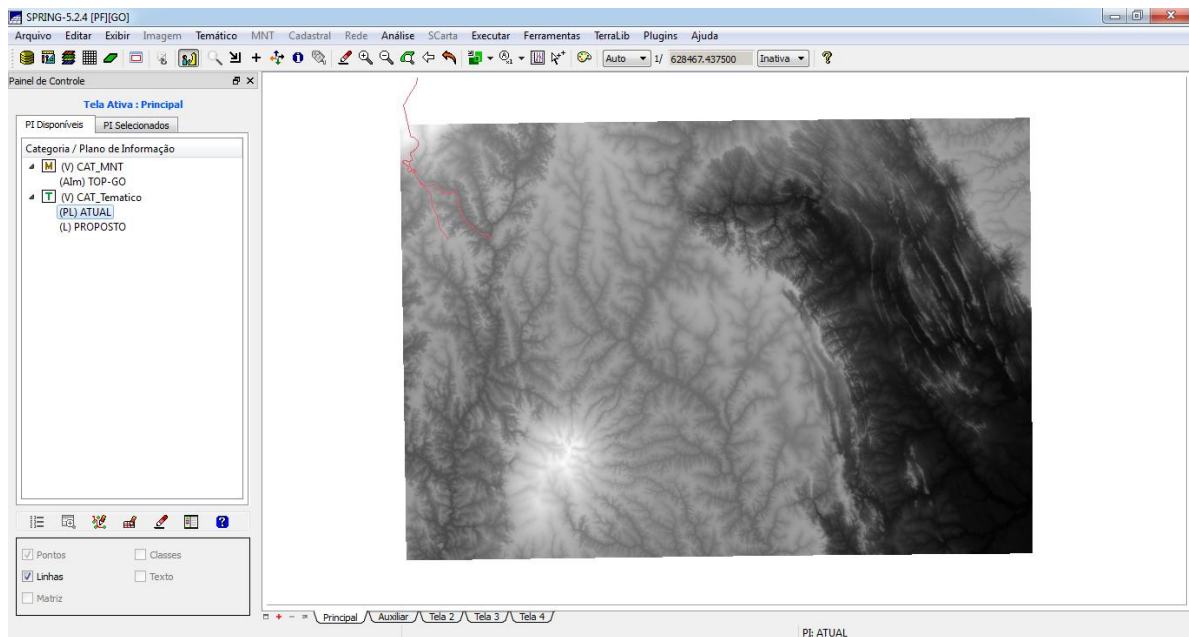 SPRING-5.2.4 [PF][GO]
Arquivo Editar Exibir Imagem Temático MNT Cadastral Rede Análise SCarta Executar Ferramentas TerraLib Plugins Ajuda
Auto 1/ 628467.437500 Inativa
Painel de Controle
Tela Ativa : Principal
PI Disponíveis PI Selecionados
Categoria / Plano de Informação
M (V) CAT_MNT
(AIm) TOP-GO
T (V) CAT_Tematico
(PL) ATUAL
(L) PROPOSTO
Pontos Classes
Linhas Texto
Matriz
Principal Auxiliar Tela 2 Tela 3 Tela 4
PI: ATUAL